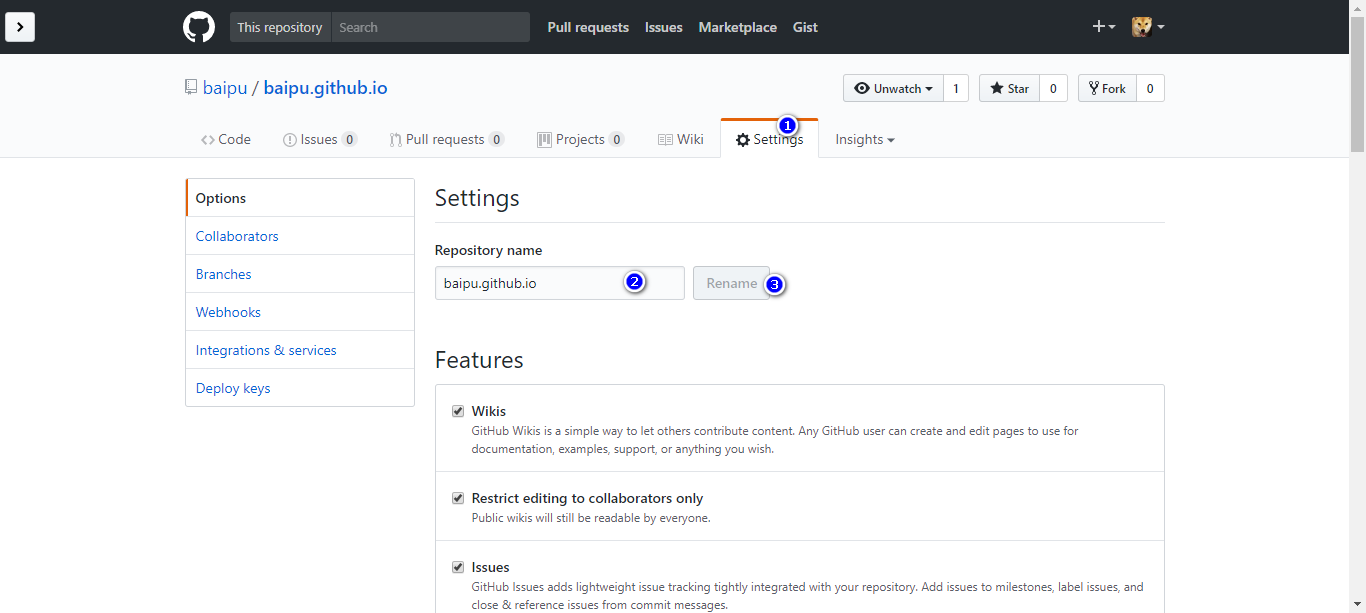 This repository Search Pull requests Issues Marketplace Gist
baipu / baipu.github.io Unwatch 1 Star 0 Fork 0
Code Issues 0 Pull requests 0 Projects 0 Wiki Settings 1 Insights
Options
Collaborators
Branches
Webhooks
Integrations & services
Deploy keys
Settings
Repository name
baipu.github.io 2 Rename 3
Features
Wikis
GitHub Wikis is a simple way to let others contribute content. Any GitHub user can create and edit pages to use for
documentation, examples, support, or anything you wish.
Restrict editing to collaborators only
Public wikis will still be readable by everyone.
Issues
GitHub Issues adds lightweight issue tracking tightly integrated with your repository. Add issues to milestones, label issues, and
close & reference issues from commit messages.